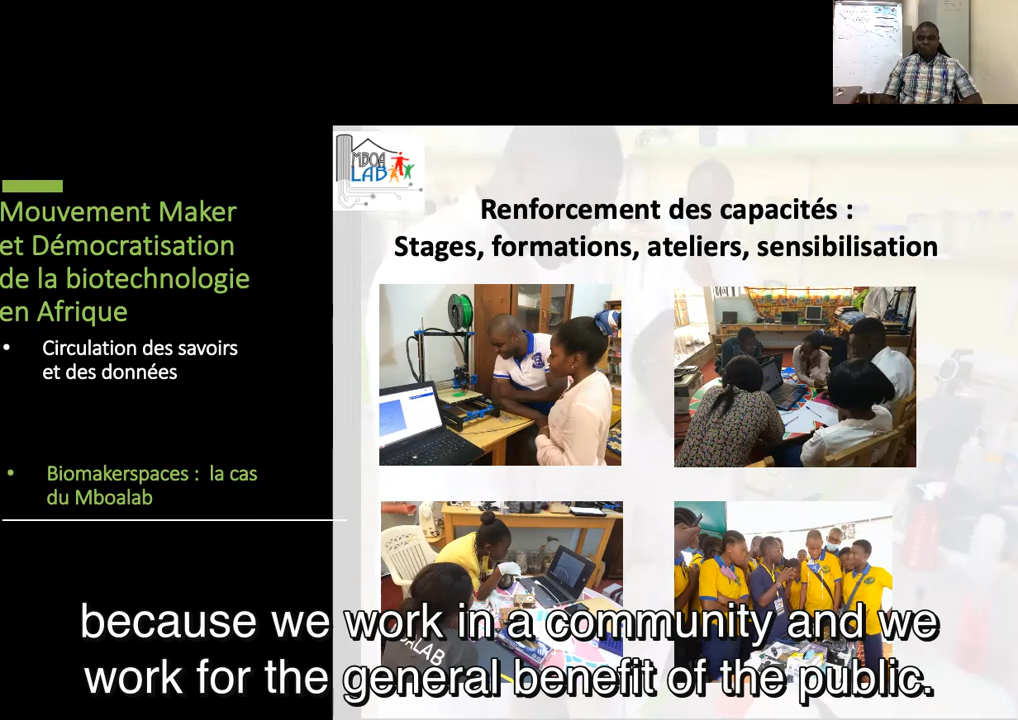 MBOA
LAB
Mouvement Maker
et Démocratisation
de la biotechnologie
en Afrique
• Circulation des savoirs
et des données
• Biomakerspaces : la cas
du Mboalab
Renforcement des capacités :
Stages, formations, ateliers, sensibilisation
ALAB
because we work in a community and we
work for the general benefit of the public.